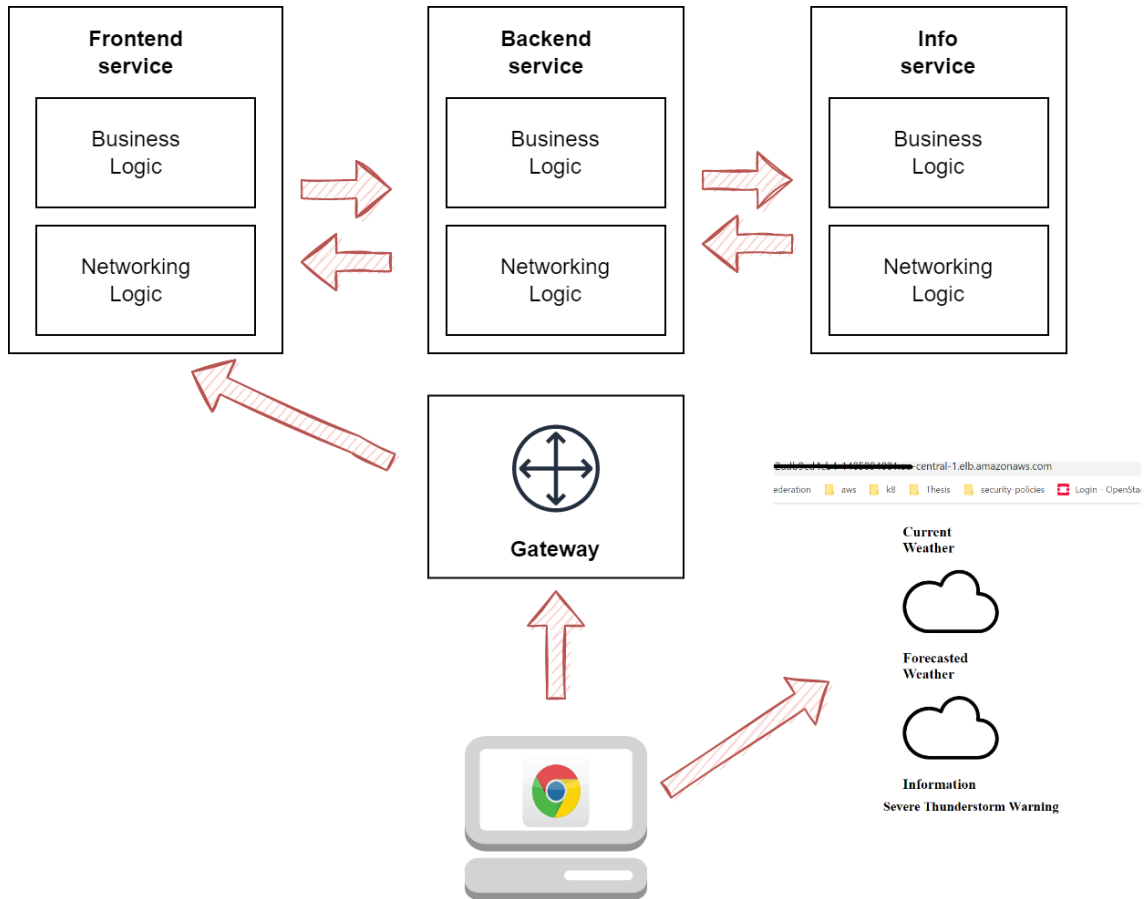 Frontend
service
Business
Logic
Networking
Logic
Backend
service
Business
Logic
Networking
Logic
Info
service
Business
Logic
Networking
Logic
Gateway
central-1.elb.amazonaws.com
ederation aws k8 Thesis security-policies Login - OpenSta
Current
Weather
Forecasted
Weather
Information
Severe Thunderstorm Warning